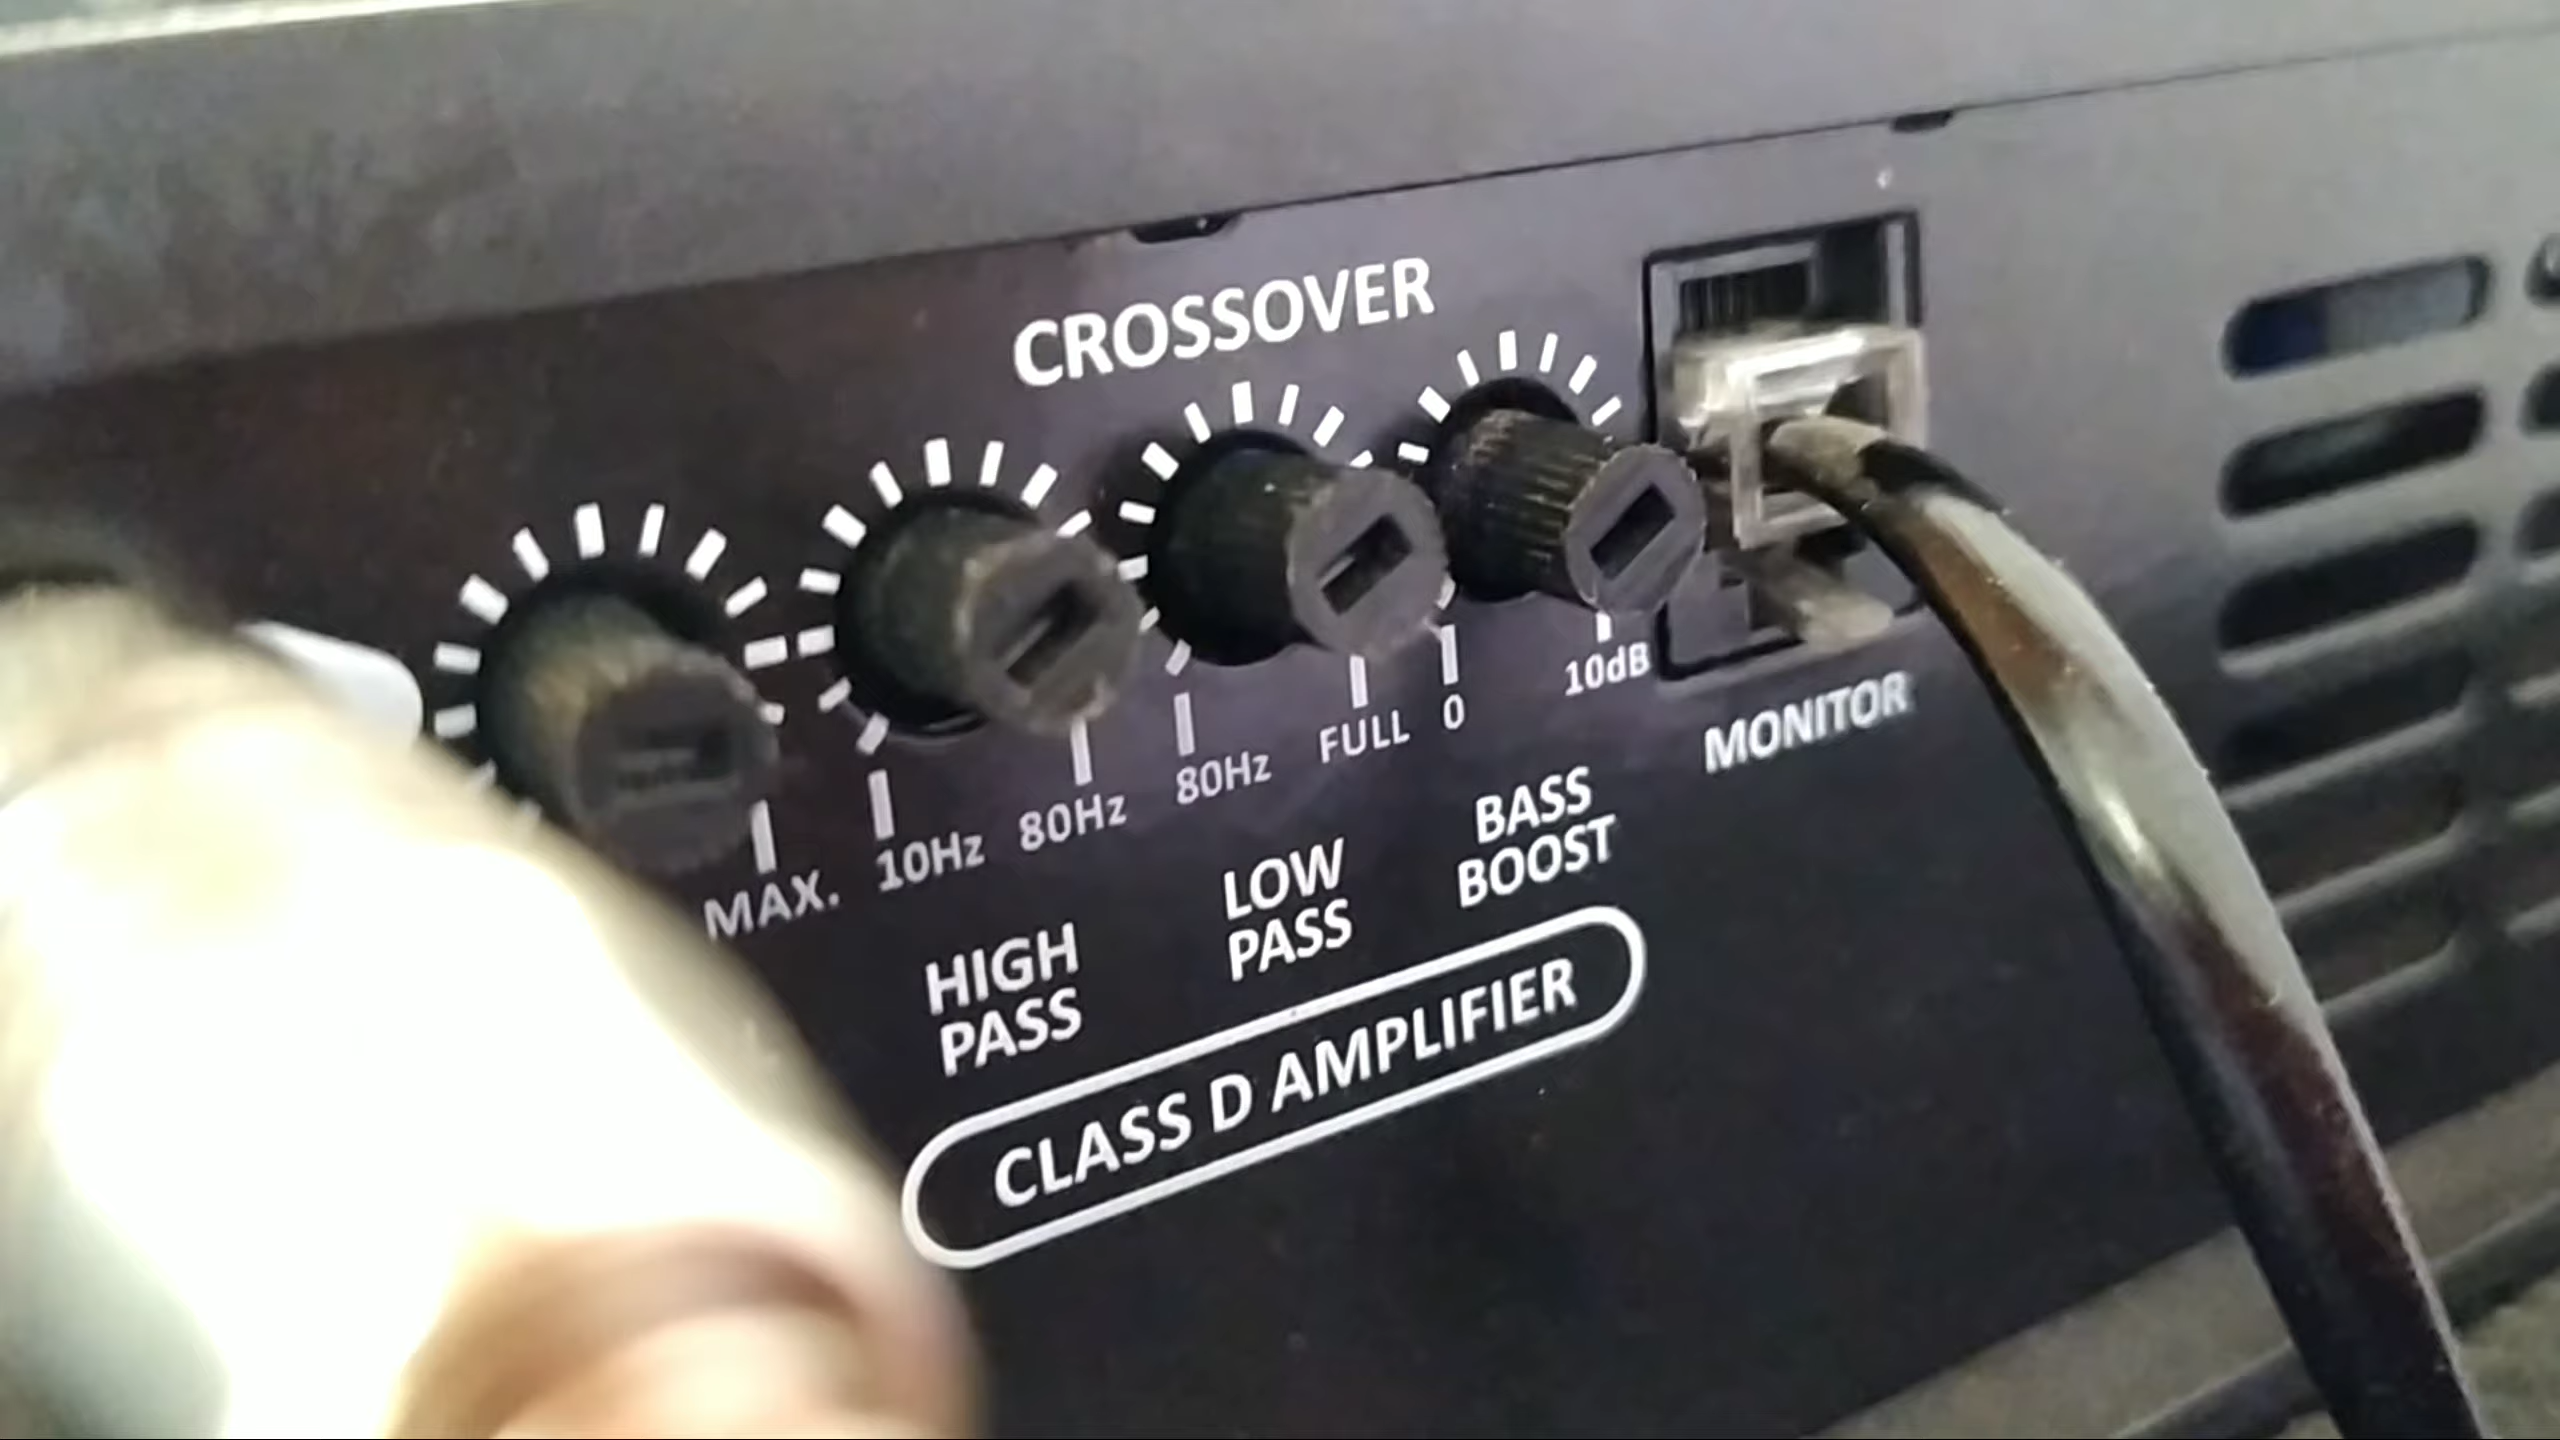 CROSSOVER
MAX.
10Hz
80Hz
80Hz
FULL
0
10dB
HIGH
PASS
LOW
PASS
BASS
BOOST
MONITOR
CLASS D AMPLIFIER